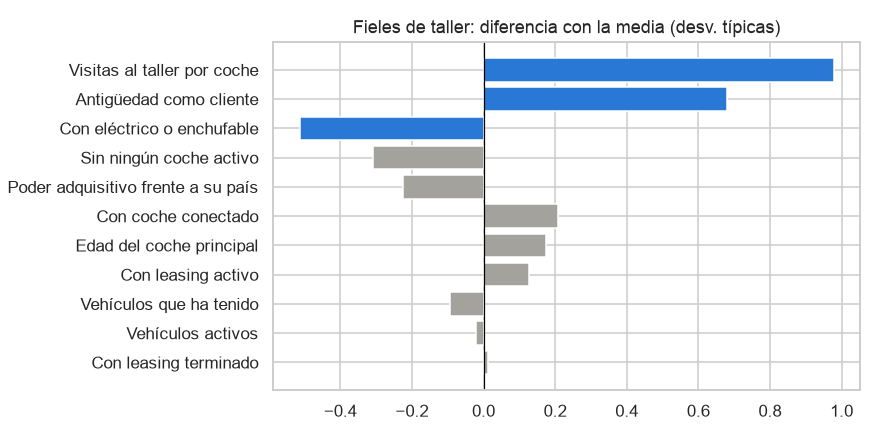 Fieles de taller: diferencia con la media (desv. típicas)
Visitas al taller por coche
Antigüedad como cliente
Con eléctrico o enchufable
Sin ningún coche activo
Poder adquisitivo frente a su país
Con coche conectado
Edad del coche principal
Con leasing activo
Vehículos que ha tenido
Vehículos activos
Con leasing terminado
−0.4 −0.2 0.0 0.2 0.4 0.6 0.8 1.0